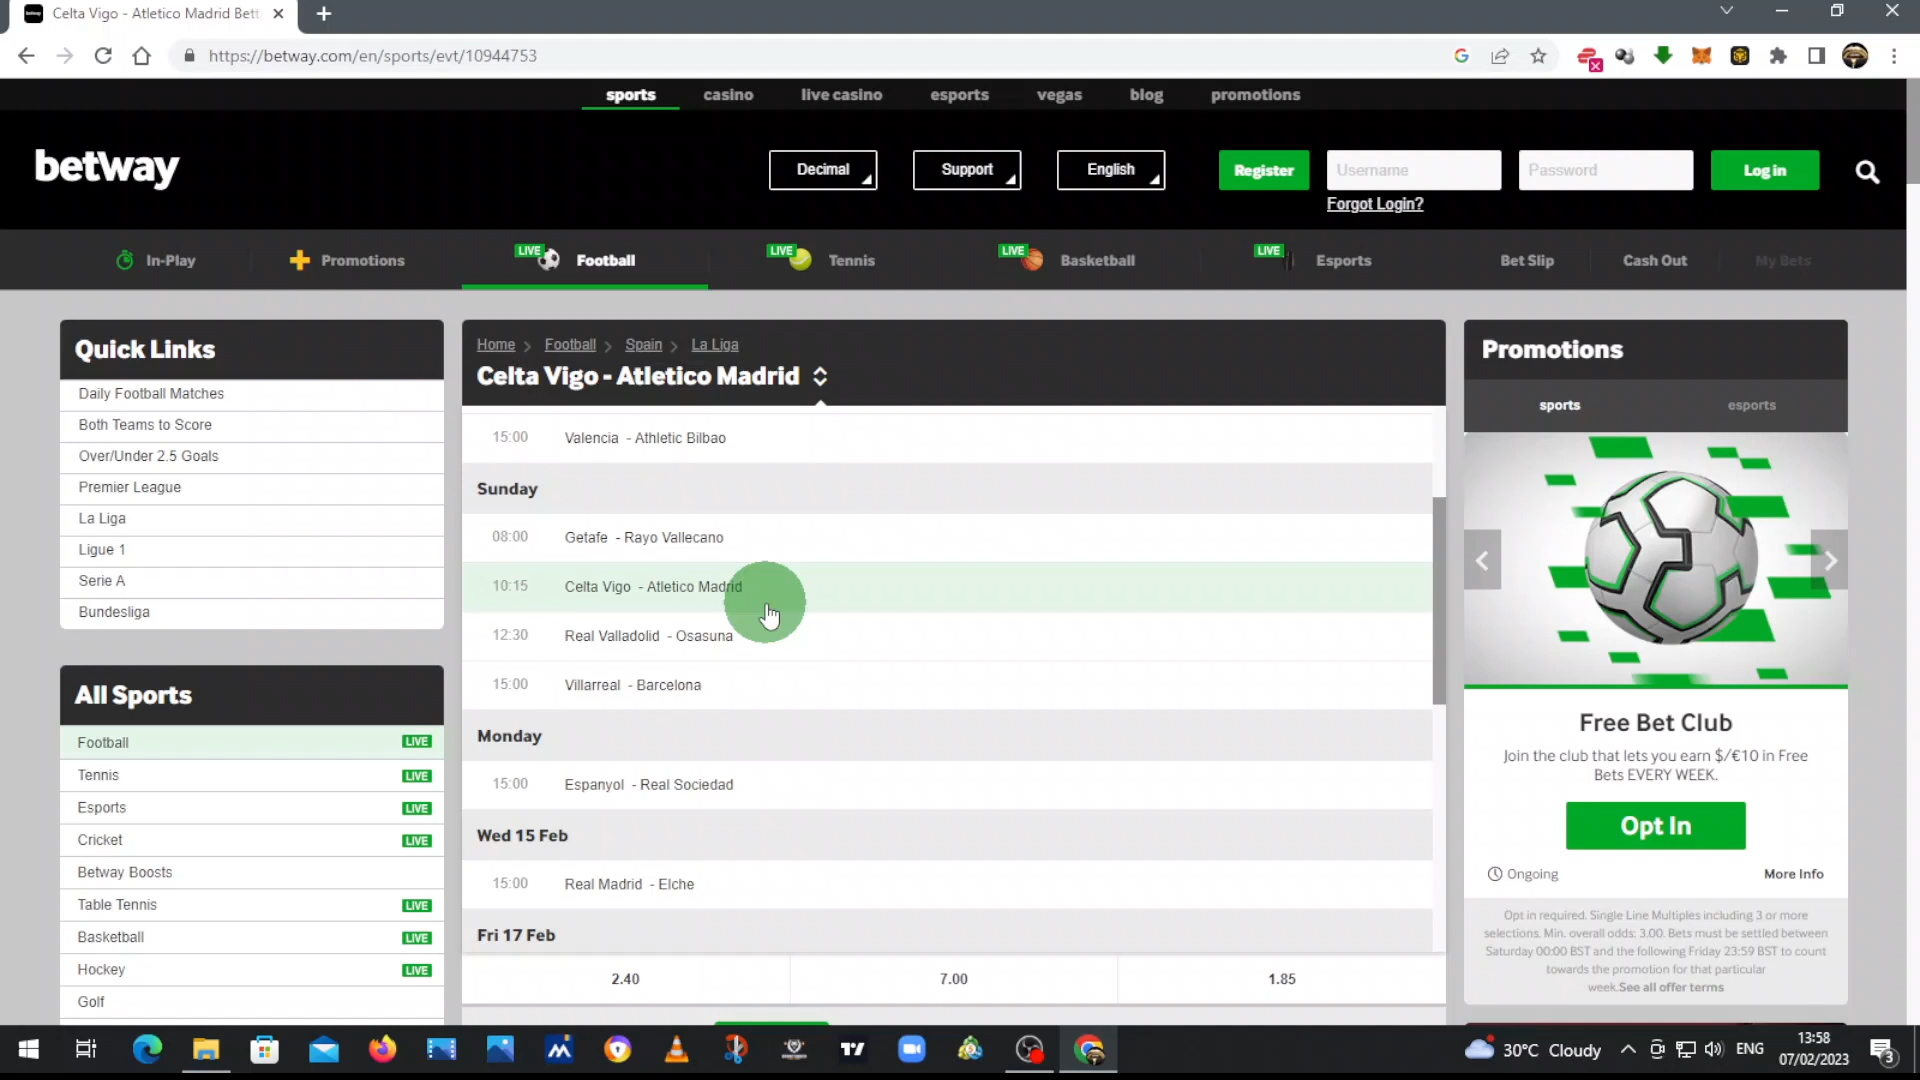 betway Celta Vigo - Atletico Madrid Bett
https://betway.com/en/sports/evt/10944753
sports casino live casino esports vegas blog promotions
betway
Decimal Support English Register Username Password Log in
Forgot Login?
In-Play Promotions LIVE Football LIVE Tennis LIVE Basketball LIVE Esports Bet Slip Cash Out My Bets
Quick Links
Daily Football Matches
Both Teams to Score
Over/Under 2.5 Goals
Premier League
La Liga
Ligue 1
Serie A
Bundesliga
All Sports
Football LIVE
Tennis LIVE
Esports LIVE
Cricket LIVE
Betway Boosts
Table Tennis LIVE
Basketball LIVE
Hockey LIVE
Golf
Home > Football > Spain > La Liga
Celta Vigo - Atletico Madrid
15:00 Valencia - Athletic Bilbao
Sunday
08:00 Getafe - Rayo Vallecano
10:15 Celta Vigo - Atletico Madrid
12:30 Real Valladolid - Osasuna
15:00 Villarreal - Barcelona
Monday
15:00 Espanyol - Real Sociedad
Wed 15 Feb
15:00 Real Madrid - Elche
Fri 17 Feb
2.40 7.00 1.85
Promotions
sports esports
Free Bet Club
Join the club that lets you earn $/€10 in Free
Bets EVERY WEEK.
Opt In
Ongoing More Info
Opt in required. Single Line Multiples including 3 or more
selections. Min. overall odds: 3.00. Bets must be settled between
Saturday 00:00 BST and the following Friday 23:59 BST to count
towards the promotion for that particular
week.See all offer terms
30°C Cloudy ENG 13:58
07/02/2023 3